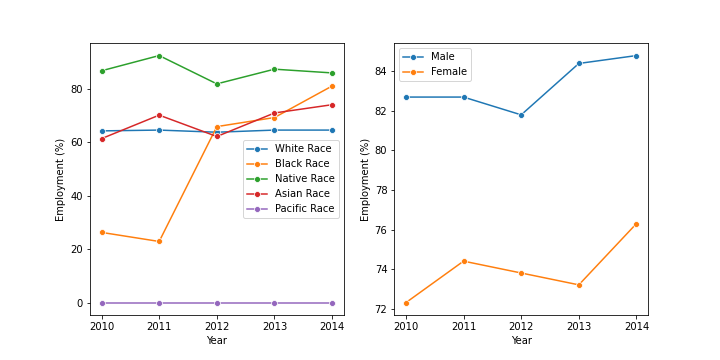 Employment (%)
80
60
40
20
0
White Race
Black Race
Native Race
Asian Race
Pacific Race
2010 2011 2012 2013 2014
Year
Employment (%)
84
82
80
78
76
74
72
Male
Female
2010 2011 2012 2013 2014
Year